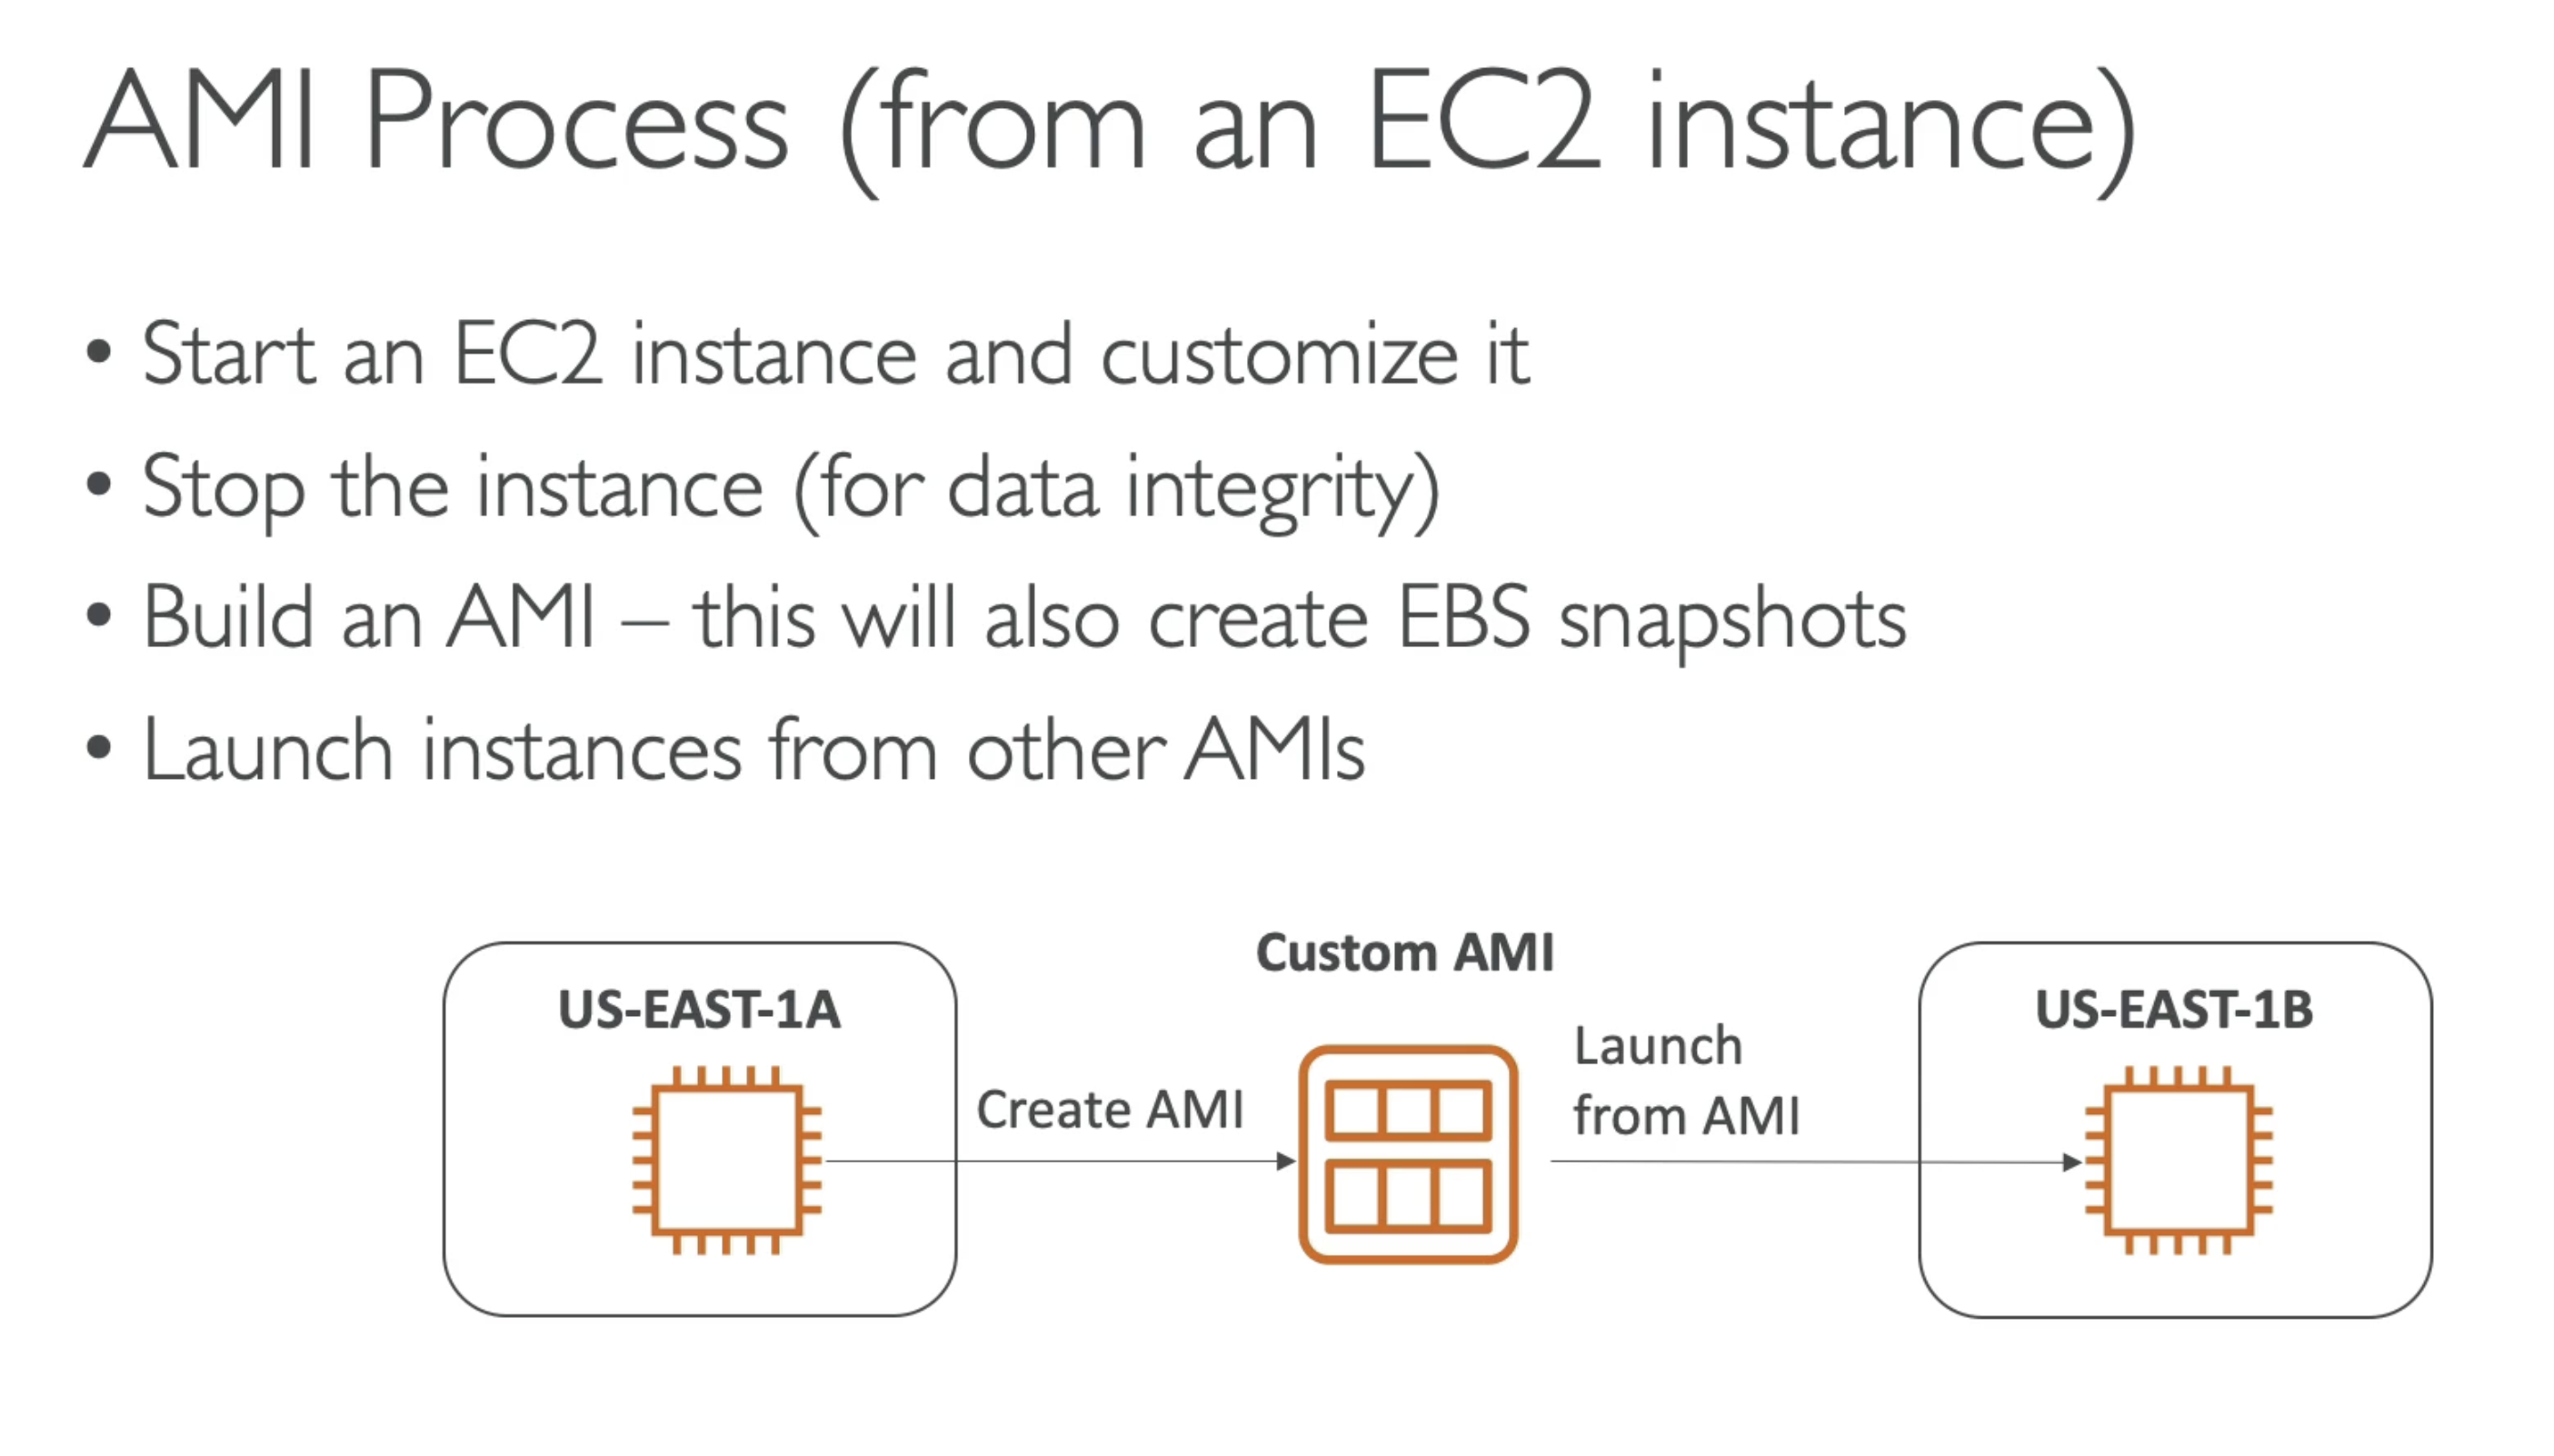 AMI Process (from an EC2 instance)
• Start an EC2 instance and customize it
• Stop the instance (for data integrity)
• Build an AMI – this will also create EBS snapshots
• Launch instances from other AMIs
US-EAST-1A
Create AMI
Custom AMI
Launch
from AMI
US-EAST-1B